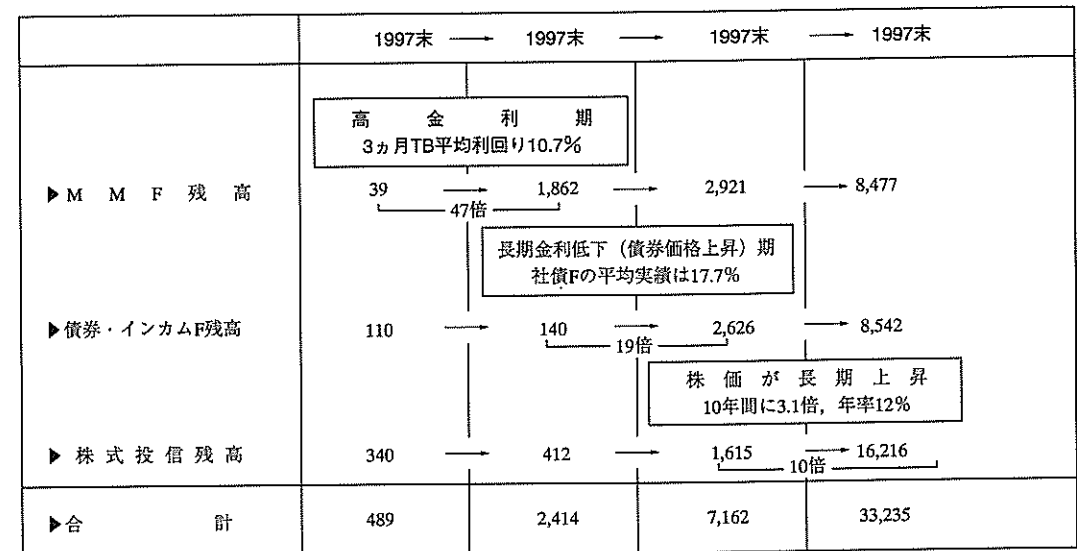 1997末 → 1997末 → 1997末 → 1997末
高金利期
3ヵ月TB平均利回り10.7%
▶MMF残高 39 → 1,862 → 2,921 → 8,477
47倍
長期金利低下（債券価格上昇）期
社債Fの平均実績は17.7%
▶債券・インカムF残高 110 → 140 → 2,626 → 8,542
19倍
株価が長期上昇
10年間に3.1倍，年率12%
▶株式投信残高 340 → 412 → 1,615 → 16,216
10倍
▶合計 489 2,414 7,162 33,235